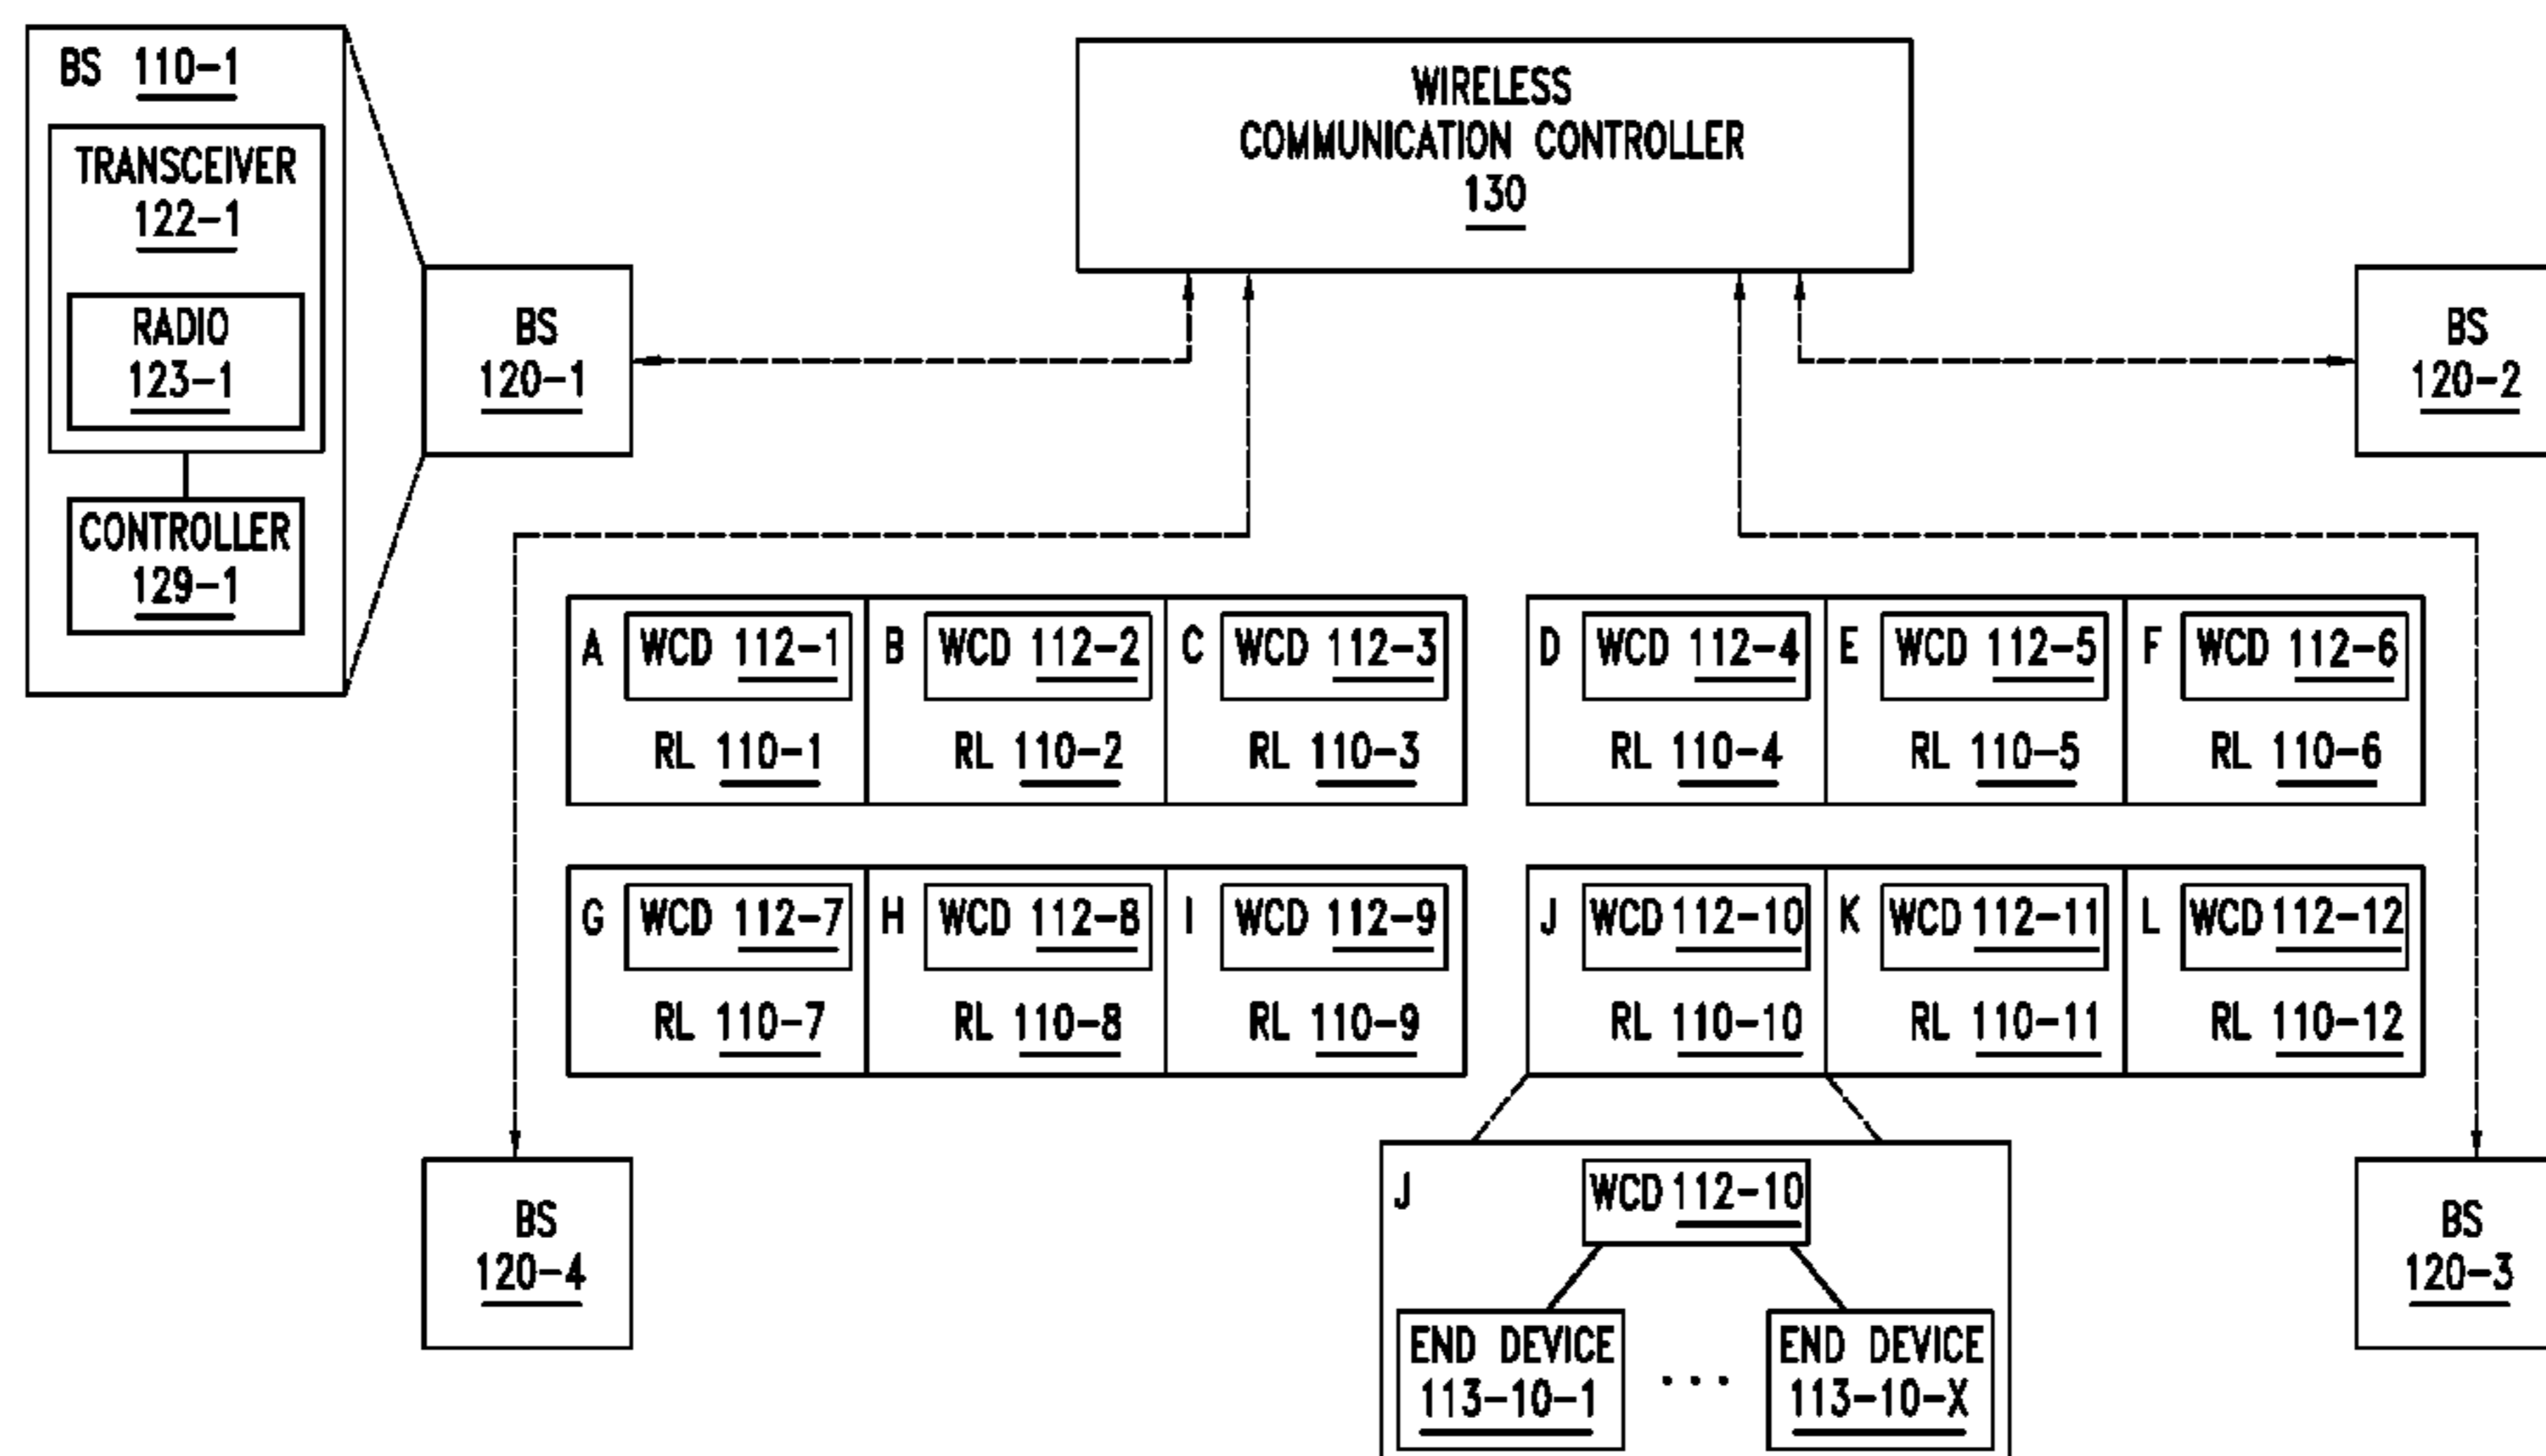 BS 110-1
TRANSCEIVER
122-1
RADIO
123-1
CONTROLLER
129-1
WIRELESS
COMMUNICATION CONTROLLER
130
BS
120-1
BS
120-2
A WCD 112-1 B WCD 112-2 C WCD 112-3 D WCD 112-4 E WCD 112-5 F WCD 112-6
RL 110-1 RL 110-2 RL 110-3 RL 110-4 RL 110-5 RL 110-6
G WCD 112-7 H WCD 112-8 I WCD 112-9 J WCD 112-10 K WCD 112-11 L WCD 112-12
RL 110-7 RL 110-8 RL 110-9 RL 110-10 RL 110-11 RL 110-12
BS
120-4
J WCD 112-10
END DEVICE
113-10-1
...
END DEVICE
113-10-X
BS
120-3